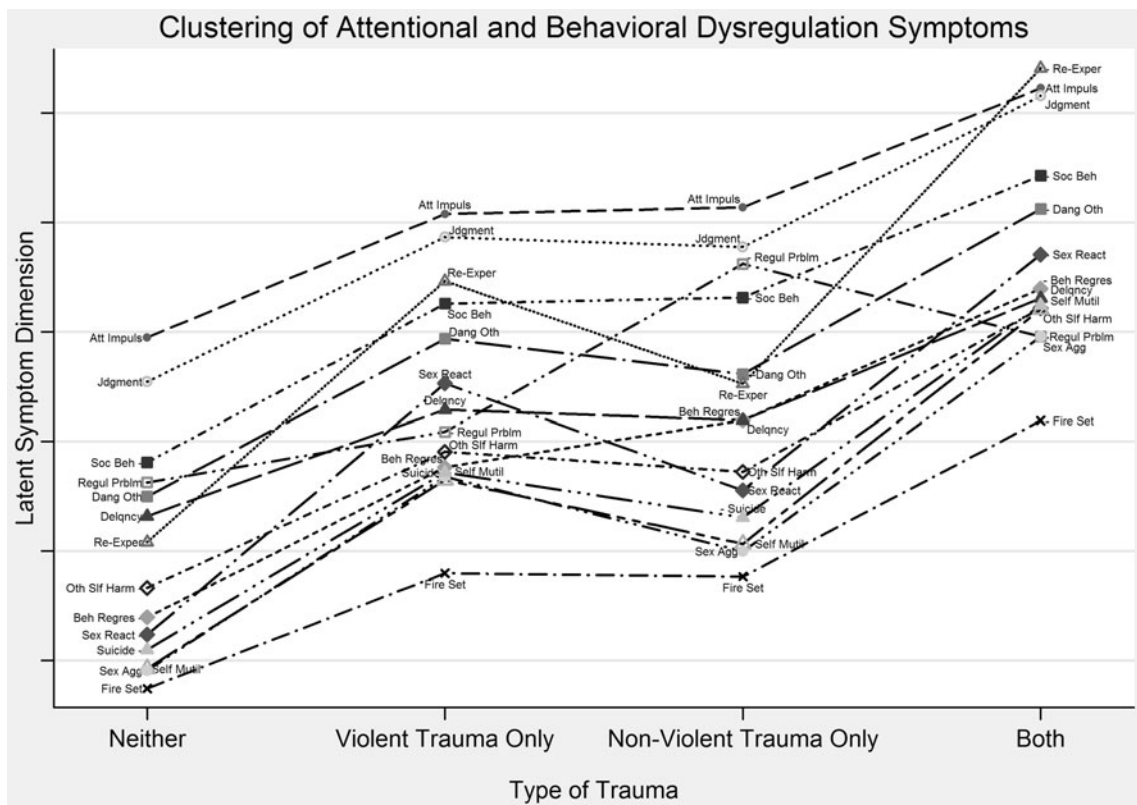 Clustering of Attentional and Behavioral Dysregulation Symptoms
Latent Symptom Dimension
Att Impuls
Jdgment
Soc Beh
Regul Prblm
Dang Oth
Delqncy
Re-Exper
Oth Slf Harm
Beh Regres
Sex React
Suicide
Sex Agg
Self Mutil
Fire Set
Att Impuls
Jdgment
Re-Exper
Soc Beh
Dang Oth
Sex React
Delqncy
Regul Prblm
Oth Slf Harm
Beh Regres
Suicide
Self Mutil
Fire Set
Att Impuls
Jdgment
Regul Prblm
Soc Beh
Dang Oth
Re-Exper
Beh Regres
Delqncy
Oth Slf Harm
Sex React
Suicide
Self Mutil
Sex Agg
Fire Set
Re-Exper
Att Impuls
Jdgment
Soc Beh
Dang Oth
Sex React
Beh Regres
Delqncy
Self Mutil
Oth Slf Harm
Regul Prblm
Sex Agg
Fire Set
Neither
Violent Trauma Only
Non-Violent Trauma Only
Both
Type of Trauma